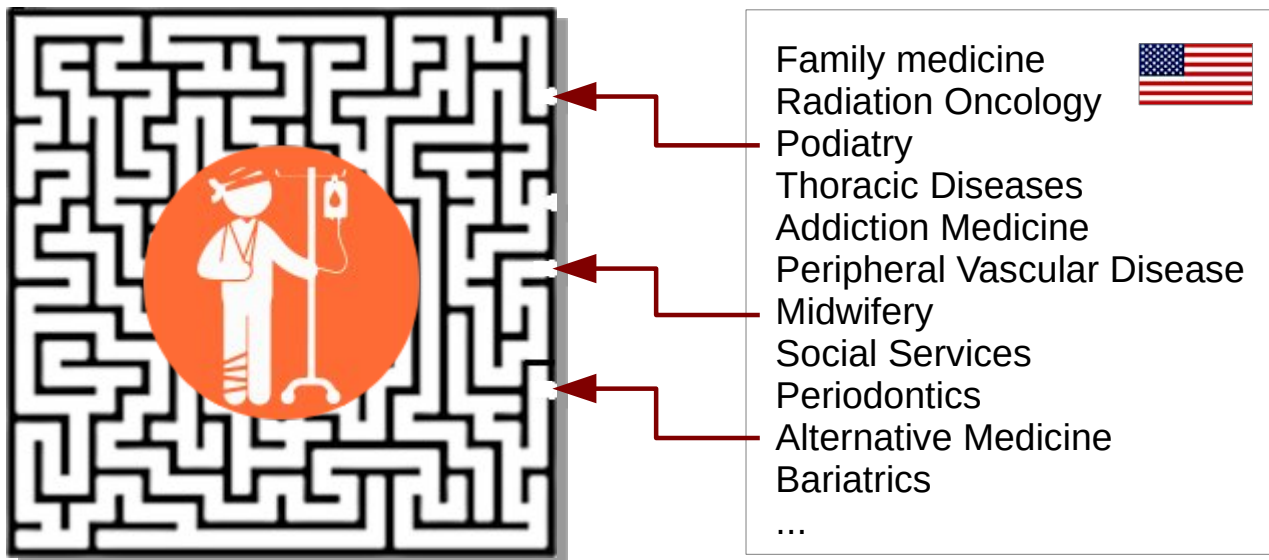 Family medicine
Radiation Oncology
Podiatry
Thoracic Diseases
Addiction Medicine
Peripheral Vascular Disease
Midwifery
Social Services
Periodontics
Alternative Medicine
Bariatrics
...